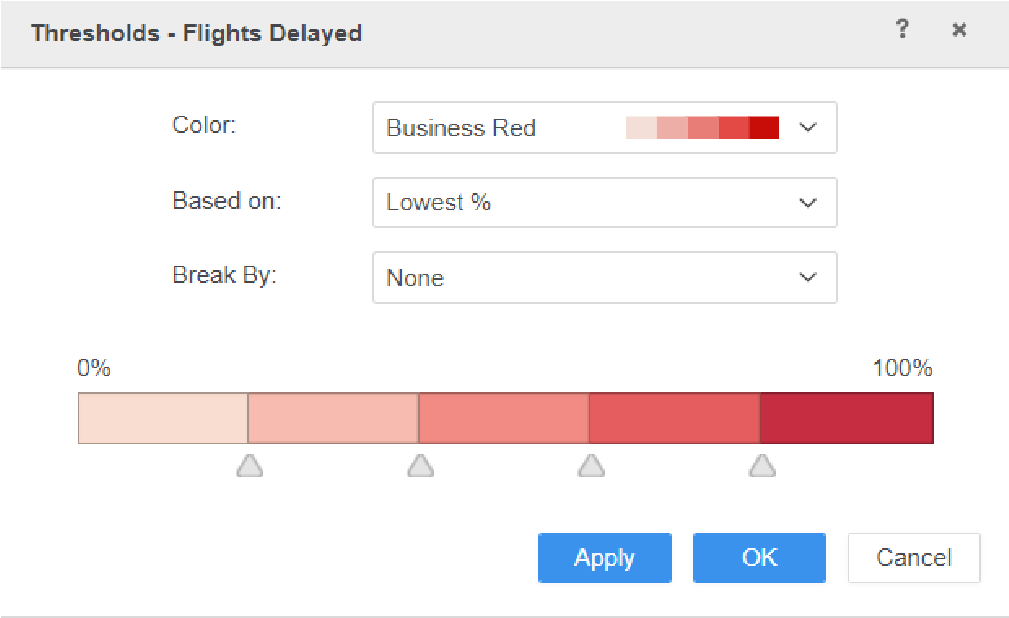 Thresholds - Flights Delayed ? ×
Color: Business Red
Based on: Lowest %
Break By: None
0% 100%
Apply OK Cancel